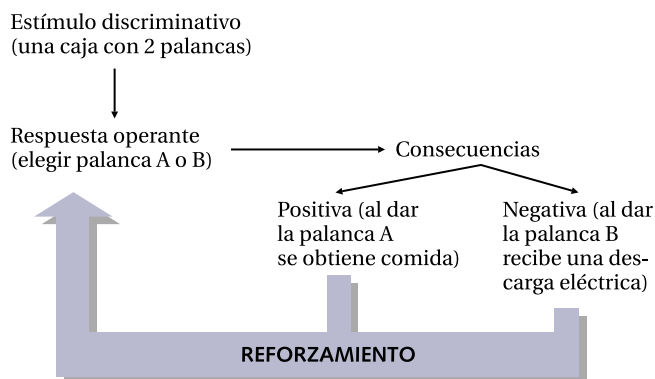 Estímulo discriminativo
(una caja con 2 palancas)
Respuesta operante
(elegir palanca A o B)
Consecuencias
Positiva (al dar
la palanca A
se obtiene comida)
Negativa (al dar
la palanca B
recibe una des-
carga eléctrica)
REFORZAMIENTO